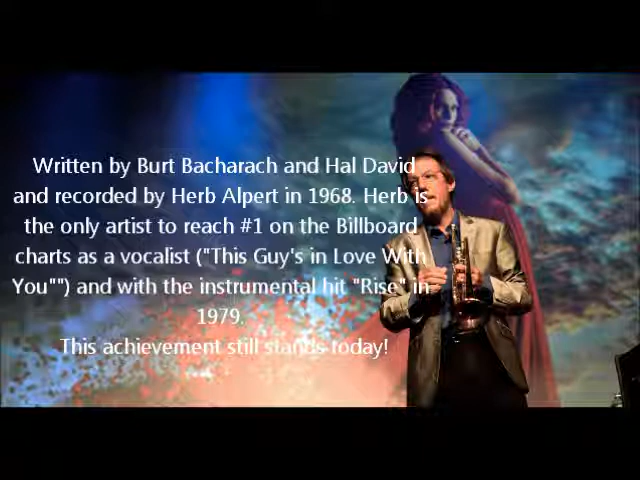 Written by Burt Bacharach and Hal David
and recorded by Herb Alpert in 1968. Herb is
the only artist to reach #1 on the Billboard
charts as a vocalist ("This Guy's in Love With
You"") and with the instrumental hit "Rise" in
1979.
This achievement still stands today!